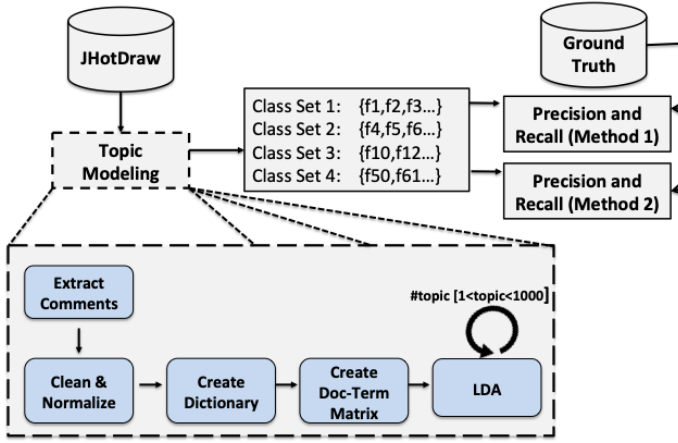 JHotDraw
Ground
Truth
Class Set 1: {f1,f2,f3...}
Class Set 2: {f4,f5,f6...}
Class Set 3: {f10,f12...}
Class Set 4: {f50,f61...}
Precision and
Recall (Method 1)
Topic
Modeling
Precision and
Recall (Method 2)
Extract
Comments
#topic [1<topic<1000]
Clean &
Normalize
Create
Dictionary
Create
Doc-Term
Matrix
LDA